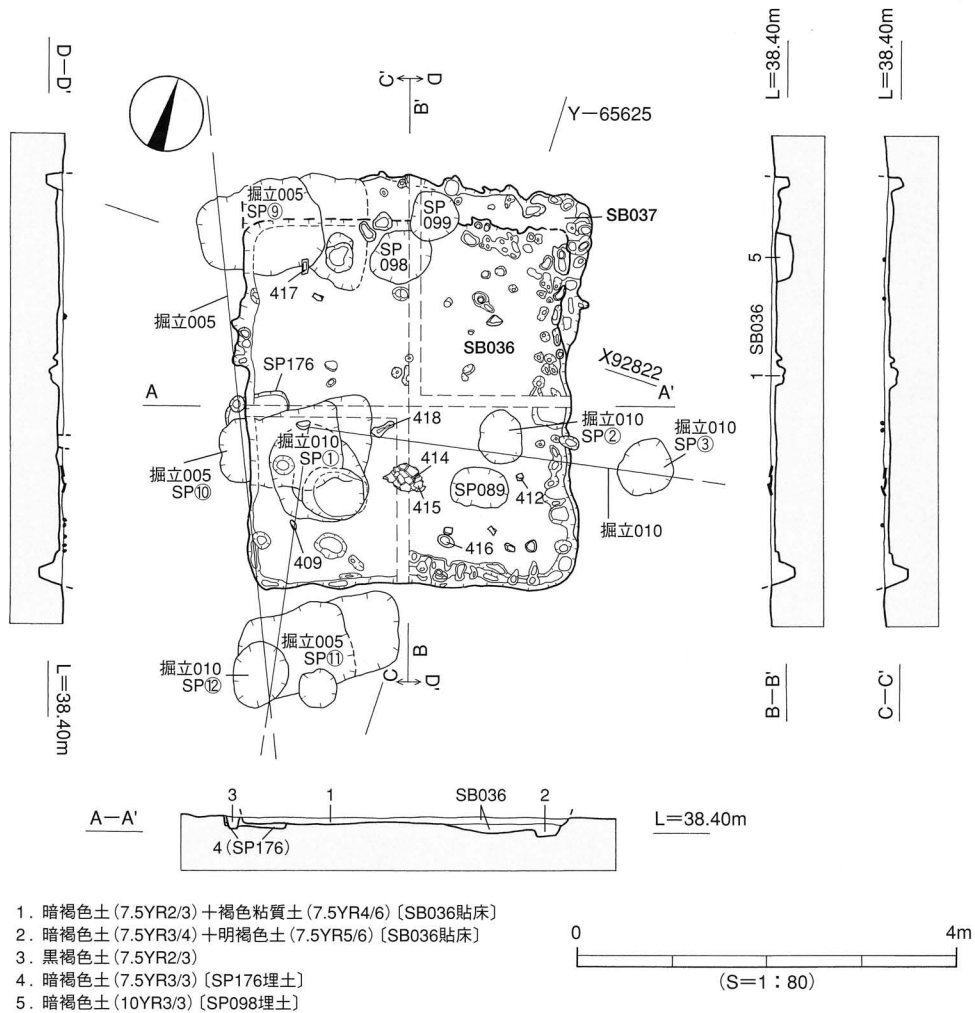 D－D'
L＝38.40m
C'
D
B'
Y－65625
掘立005
SP⑨
SP
099
SB037
SP
098
417
掘立005
SB036
X92822
SP176
A
A'
418
掘立010
SP①
掘立010
SP②
掘立010
SP③
掘立005
SP⑩
414
SP089
412
415
掘立010
409
416
掘立005
SP⑪
掘立010
SP⑫
B
C
D'
L＝38.40m
5
SB036
1
B－B'
L＝38.40m
C－C'
A－A'
3
1
SB036
2
L＝38.40m
4（SP176）
1．暗褐色土（7.5YR2/3）＋褐色粘質土（7.5YR4/6）〔SB036貼床〕
2．暗褐色土（7.5YR3/4）＋明褐色土（7.5YR5/6）〔SB036貼床〕
3．黒褐色土（7.5YR2/3）
4．暗褐色土（7.5YR3/3）〔SP176埋土〕
5．暗褐色土（10YR3/3）〔SP098埋土〕
0
4m
（S＝1：80）